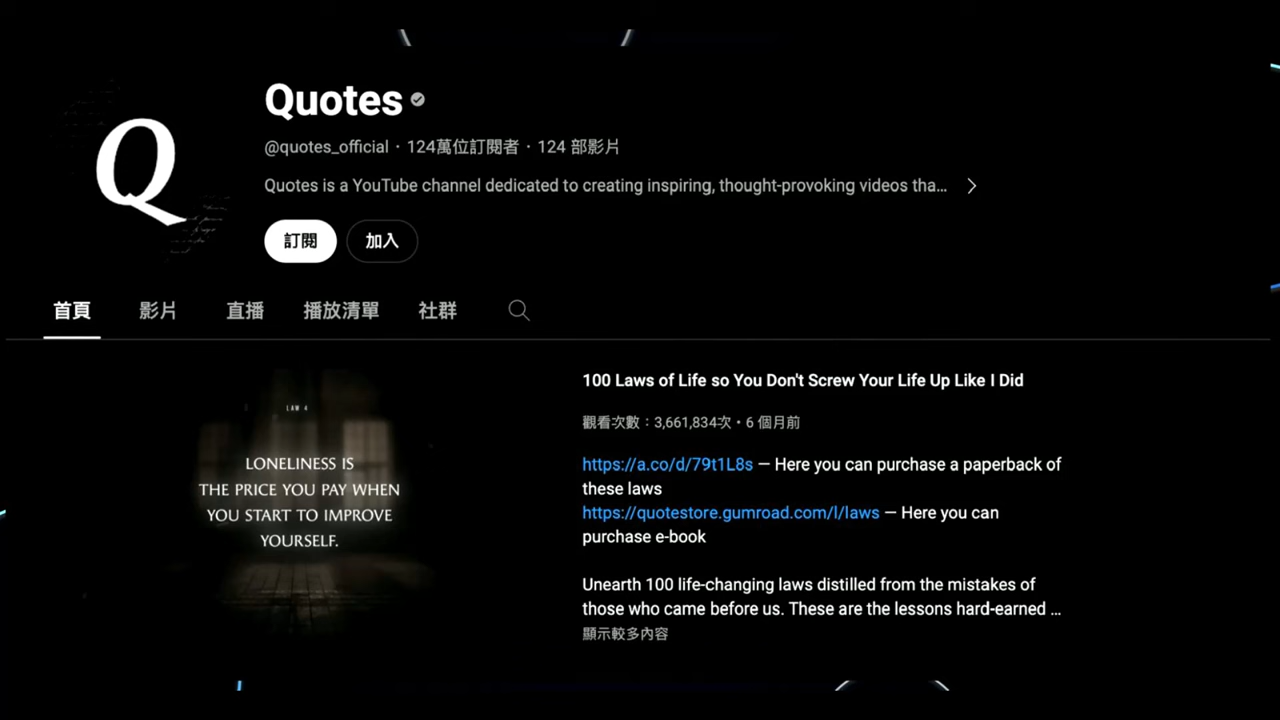 Q
Quotes
@quotes_official · 124萬位訂閱者 · 124 部影片
Quotes is a YouTube channel dedicated to creating inspiring, thought-provoking videos tha...
訂閱
加入
首頁
影片
直播
播放清單
社群
LAW 4
LONELINESS IS
THE PRICE YOU PAY WHEN
YOU START TO IMPROVE
YOURSELF.
100 Laws of Life so You Don't Screw Your Life Up Like I Did
觀看次數：3,661,834次 • 6 個月前
https://a.co/d/79t1L8s — Here you can purchase a paperback of
these laws
https://quotestore.gumroad.com/l/laws — Here you can
purchase e-book
Unearth 100 life-changing laws distilled from the mistakes of
those who came before us. These are the lessons hard-earned ...
顯示較多內容